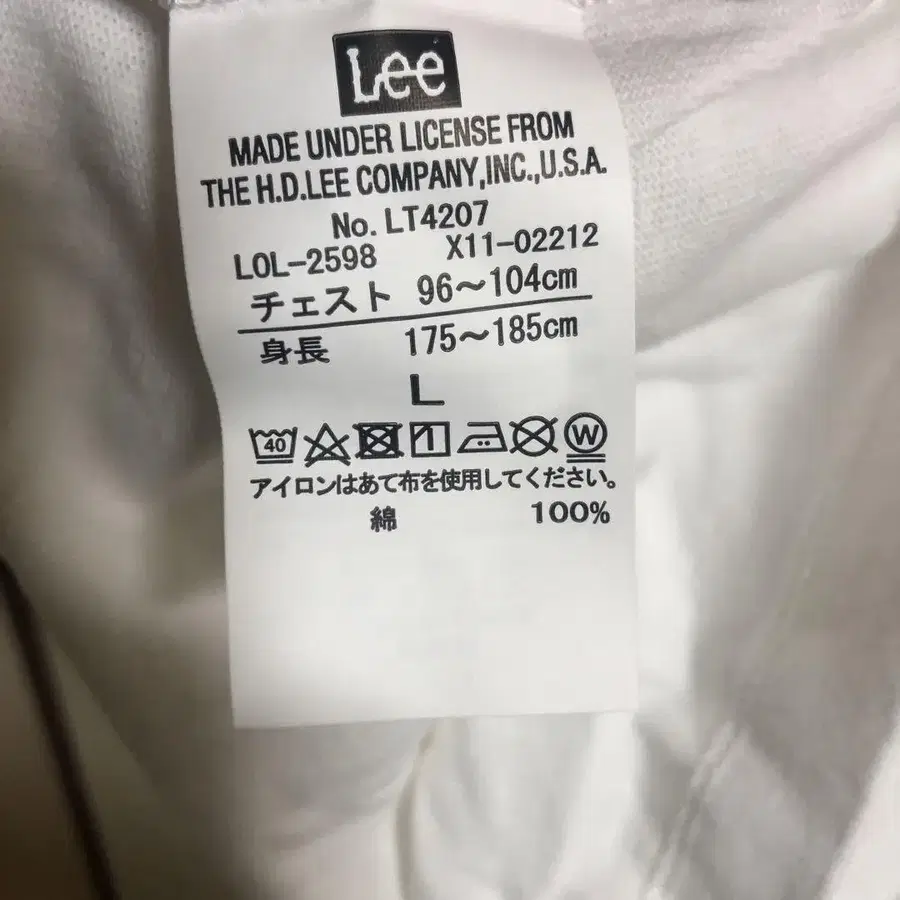 Lee
MADE UNDER LICENSE FROM
THE H.D.LEE COMPANY,INC.,U.S.A.
No. LT4207
LOL-2598 X11-02212
チェスト 96～104cm
身長 175～185cm
L
40 W
アイロンはあて布を使用してください。
綿 100%